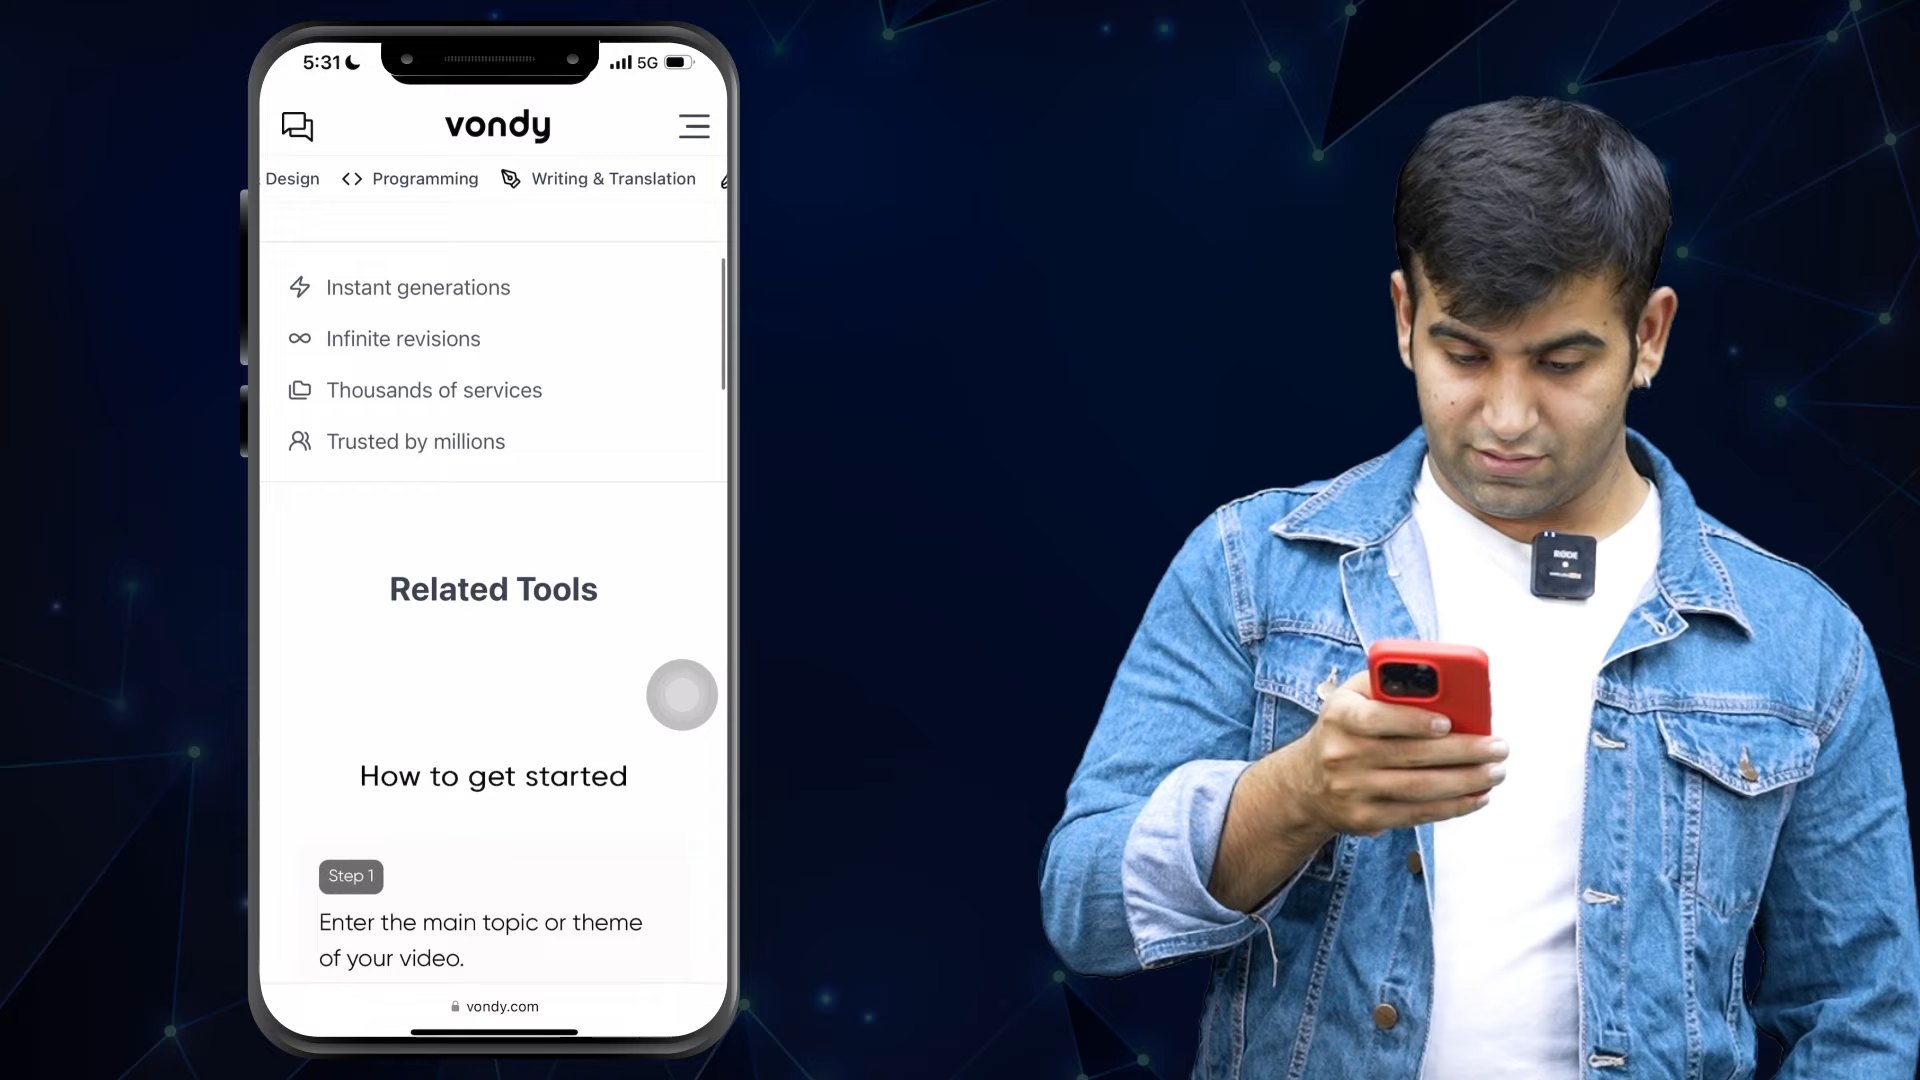 5:31
5G
vondy
Design
Programming
Writing & Translation
Instant generations
Infinite revisions
Thousands of services
Trusted by millions
Related Tools
How to get started
Step 1
Enter the main topic or theme
of your video.
vondy.com
RØDE